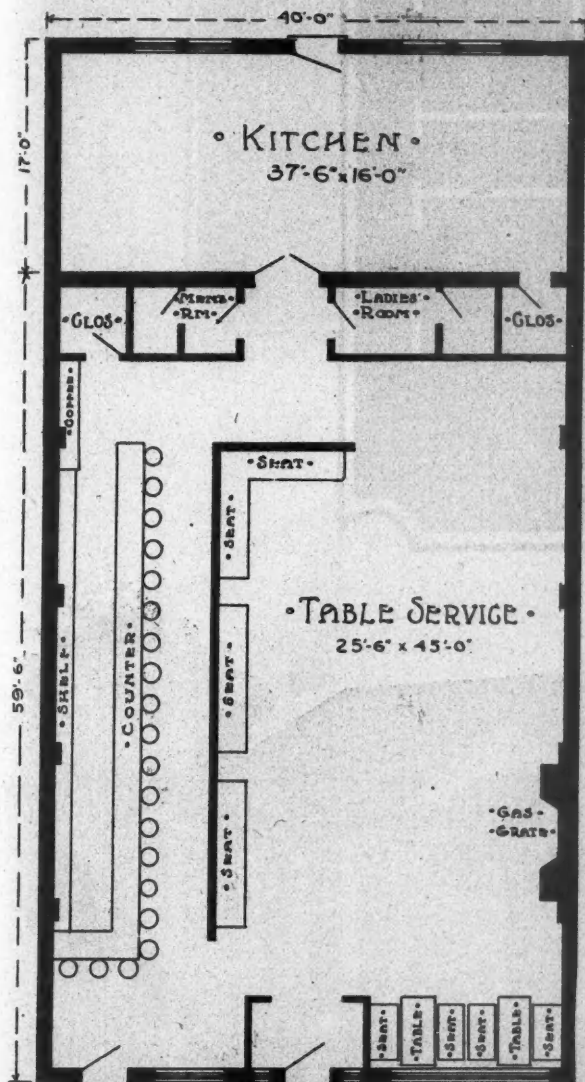 40'-0"
17'-0"
• KITCHEN •
37'-6" x 16'-0"
• CLOS •
• MENS •
• RM •
• LADIES' •
• ROOM •
• CLOS •
• COFFEE •
• SEAT •
• SEAT •
• TABLE SERVICE •
25'-6" x 45'-0"
59'-6"
• SHELF •
• COUNTER •
• SEAT •
• SEAT •
• GAS •
• GRATE •
• SEAT •
• TABLE •
• SEAT •
• SEAT •
• TABLE •
• SEAT •